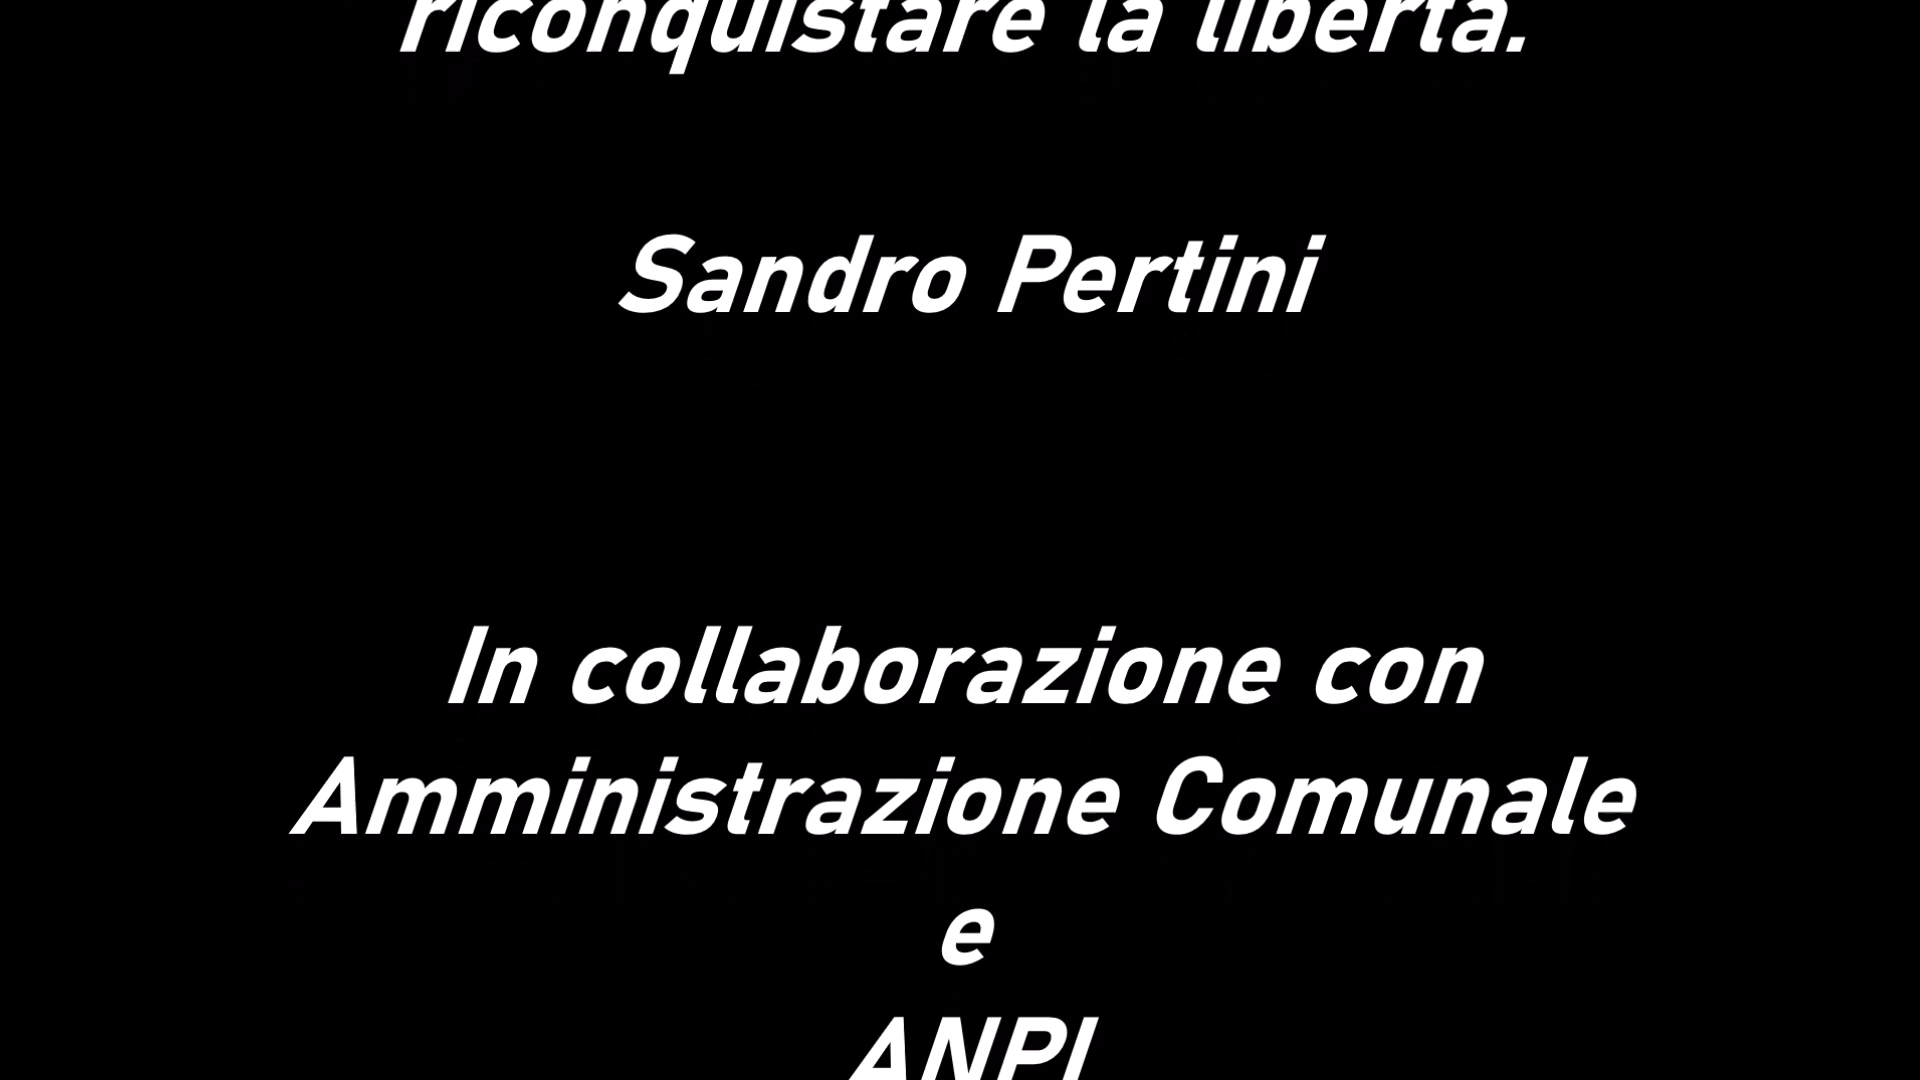 riconquistare la libertà.
Sandro Pertini
In collaborazione con
Amministrazione Comunale
e
ANPI